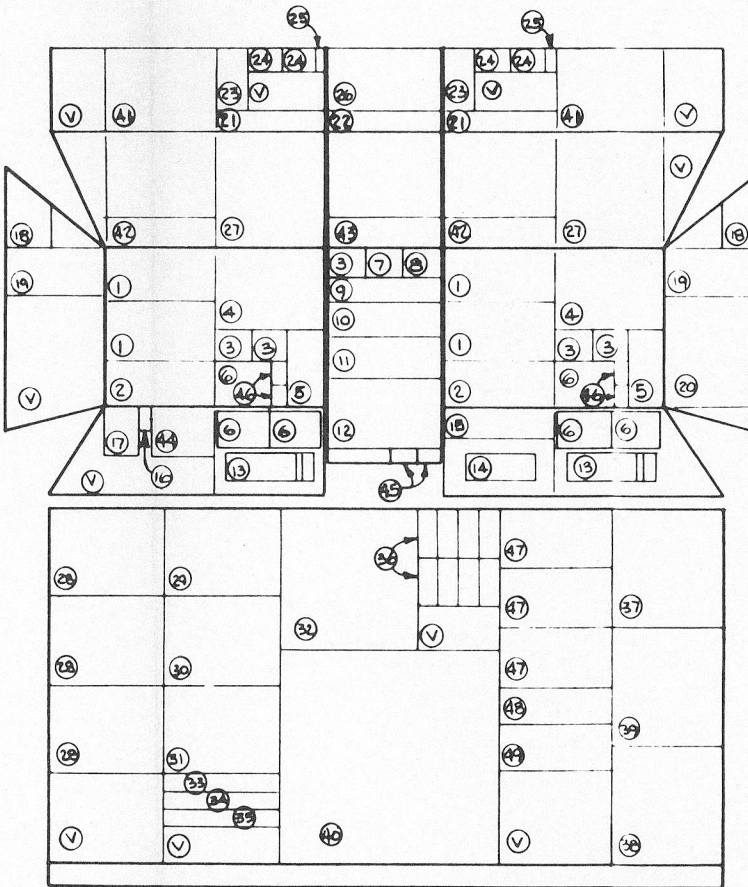 25 25
24 24 24 24
23 V 26 23 V
V 41 21 22 21 41 V
V
18 42 27 43 42 27 18
3 7 8
19 1 9 1 19
4 10 4
1 3 3 11 1 3 3
6 6
V 2 46 5 2 46 5 20
12
17 44 6 6 15 6 6
V 16 13 14 13
45
36 47
28 29
32 V 47 37
28 30 47
48
28 31 49 39
33
34
35
V V 40 V 38